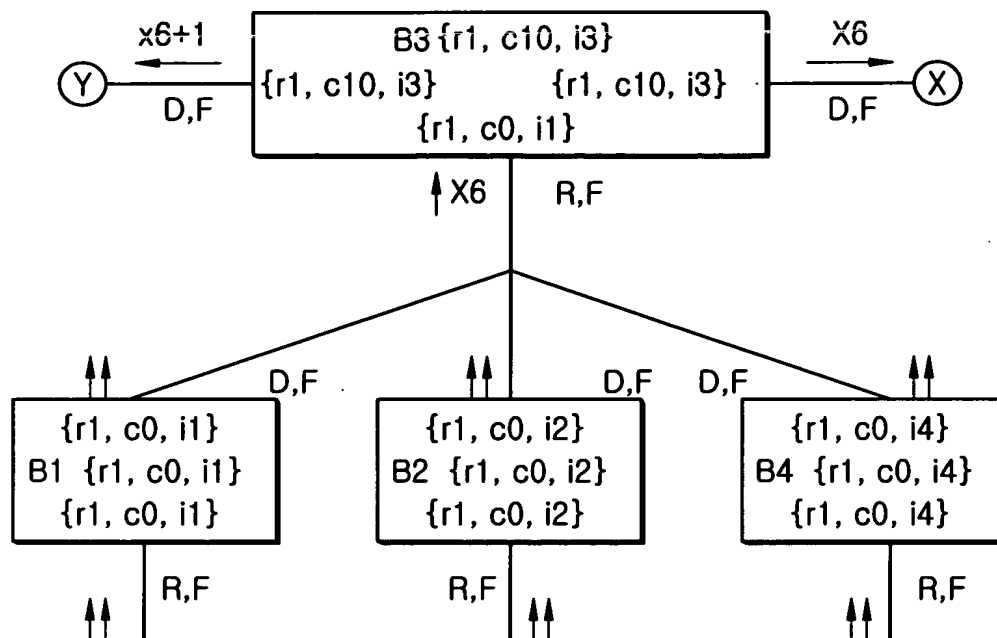 x6+1
B3 {r1, c10, i3}
X6
Y
{r1, c10, i3}
{r1, c10, i3}
X
D,F
D,F
{r1, c0, i1}
X6
R,F
D,F
D,F
D,F
{r1, c0, i1}
{r1, c0, i2}
{r1, c0, i4}
B1 {r1, c0, i1}
B2 {r1, c0, i2}
B4 {r1, c0, i4}
{r1, c0, i1}
{r1, c0, i2}
{r1, c0, i4}
R,F
R,F
R,F